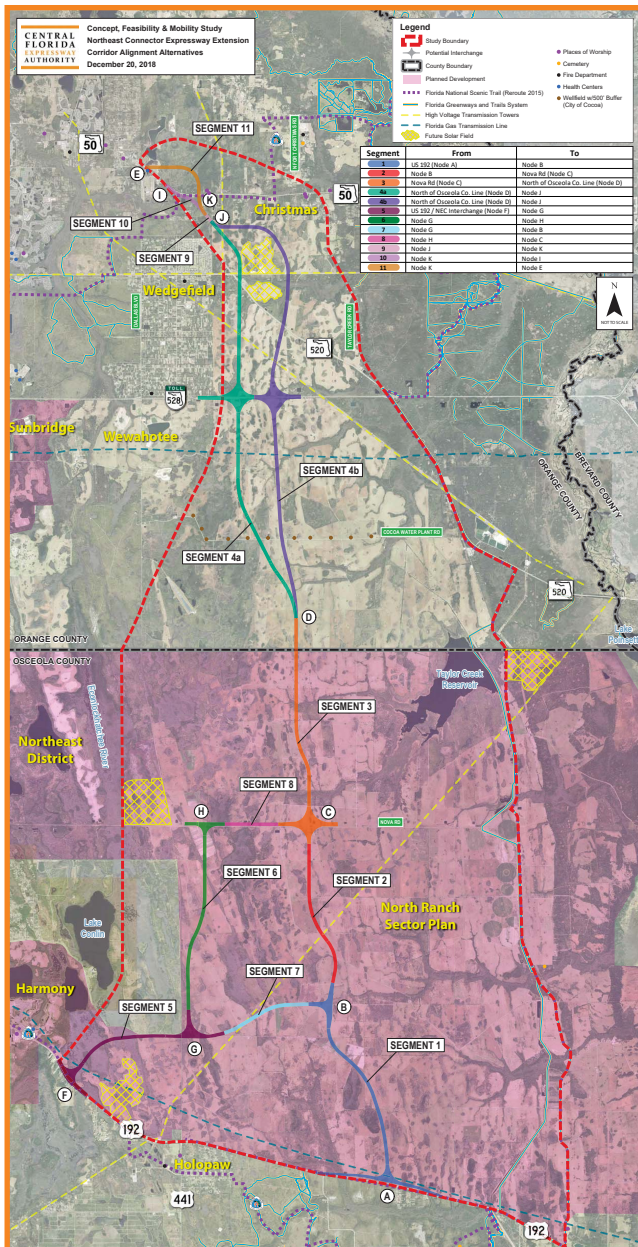 CENTRAL
FLORIDA
EXPRESSWAY
AUTHORITY
Concept, Feasibility & Mobility Study
Northeast Connector Expressway Extension
Corridor Alignment Alternatives
December 20, 2018
Legend
Study Boundary
Potential Interchange
County Boundary
Planned Development
Florida National Scenic Trail (Reroute 2015)
Florida Greenways and Trails System
High Voltage Transmission Towers
Florida Gas Transmission Line
Future Solar Field
Places of Worship
Cemetery
Fire Department
Health Centers
Wellfield w/500' Buffer
(City of Cocoa)
Segment From To
1 US 192 (Node A) Node B
2 Node B Nova Rd (Node C)
3 Nova Rd (Node C) North of Osceola Co. Line (Node D)
4a North of Osceola Co. Line (Node D) Node J
4b North of Osceola Co. Line (Node D) Node J
5 US 192 / NEC Interchange (Node F) Node G
6 Node G Node H
7 Node G Node B
8 Node H Node C
9 Node J Node K
10 Node K Node I
11 Node K Node E
N
NOT TO SCALE
SEGMENT 11
50
E
I
K
J
SEGMENT 10
SEGMENT 9
Christmas
50
Wedgefield
DALLAS BLVD
520
TAYLOR CREEK RD
TOLL
528
Sunbridge
Wewahotee
SEGMENT 4b
BREVARD COUNTY
ORANGE COUNTY
COCOA WATER PLANT RD
SEGMENT 4a
520
D
Lake
Poinsett
ORANGE COUNTY
OSCEOLA COUNTY
Econlockhatchee River
Taylor Creek
Reservoir
SEGMENT 3
Northeast
District
H
SEGMENT 8
C
NOVA RD
SEGMENT 6
SEGMENT 2
North Ranch
Sector Plan
Lake
Conlin
Harmony
SEGMENT 7
SEGMENT 5
B
G
SEGMENT 1
F
192
Holopaw
A
441
192